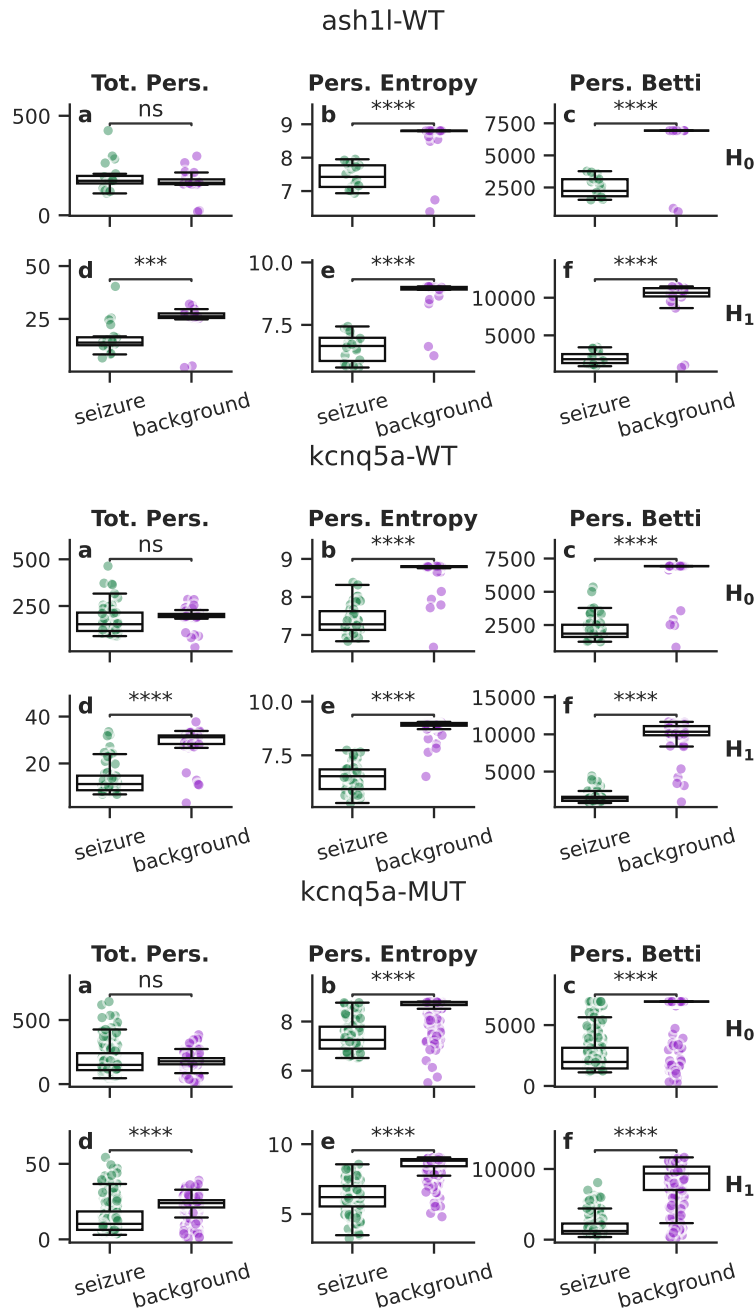 ash1l-WT
Tot. Pers. Pers. Entropy Pers. Betti
a ns b **** c ****
500 9 7500
8
7 2500
0
H0
d *** e **** f ****
50 10.0
10000
25 7.5 5000
H1
seizure background seizure background seizure background
kcnq5a-WT
Tot. Pers. Pers. Entropy Pers. Betti
a ns b **** c ****
500 9 7500
250 8 2500
7
H0
d **** e **** f ****
40 10.0 15000
10000
20 7.5 5000
H1
seizure background seizure background seizure background
kcnq5a-MUT
Tot. Pers. Pers. Entropy Pers. Betti
a ns b **** c ****
500 8 5000
0 6 0
H0
d **** e **** f ****
50 10 10000
5
0 0
H1
seizure background seizure background seizure background